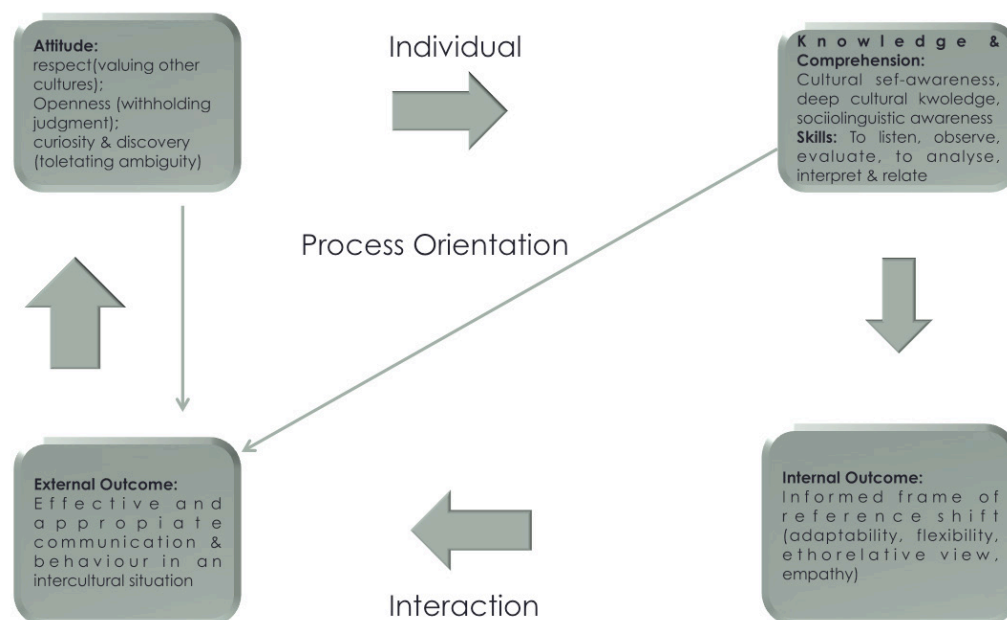 Attitude:
respect(valuing other
cultures);
Openness (withholding
judgment);
curiosity & discovery
(toletating ambiguity)
Individual
Knowledge &
Comprehension:
Cultural sef-awareness,
deep cultural kwoledge,
sociiolinguistic awareness
Skills: To listen, observe,
evaluate, to analyse,
interpret & relate
Process Orientation
External Outcome:
Effective and
appropiate
communication &
behaviour in an
intercultural situation
Interaction
Internal Outcome:
Informed frame of
reference shift
(adaptability, flexibility,
ethorelative view,
empathy)